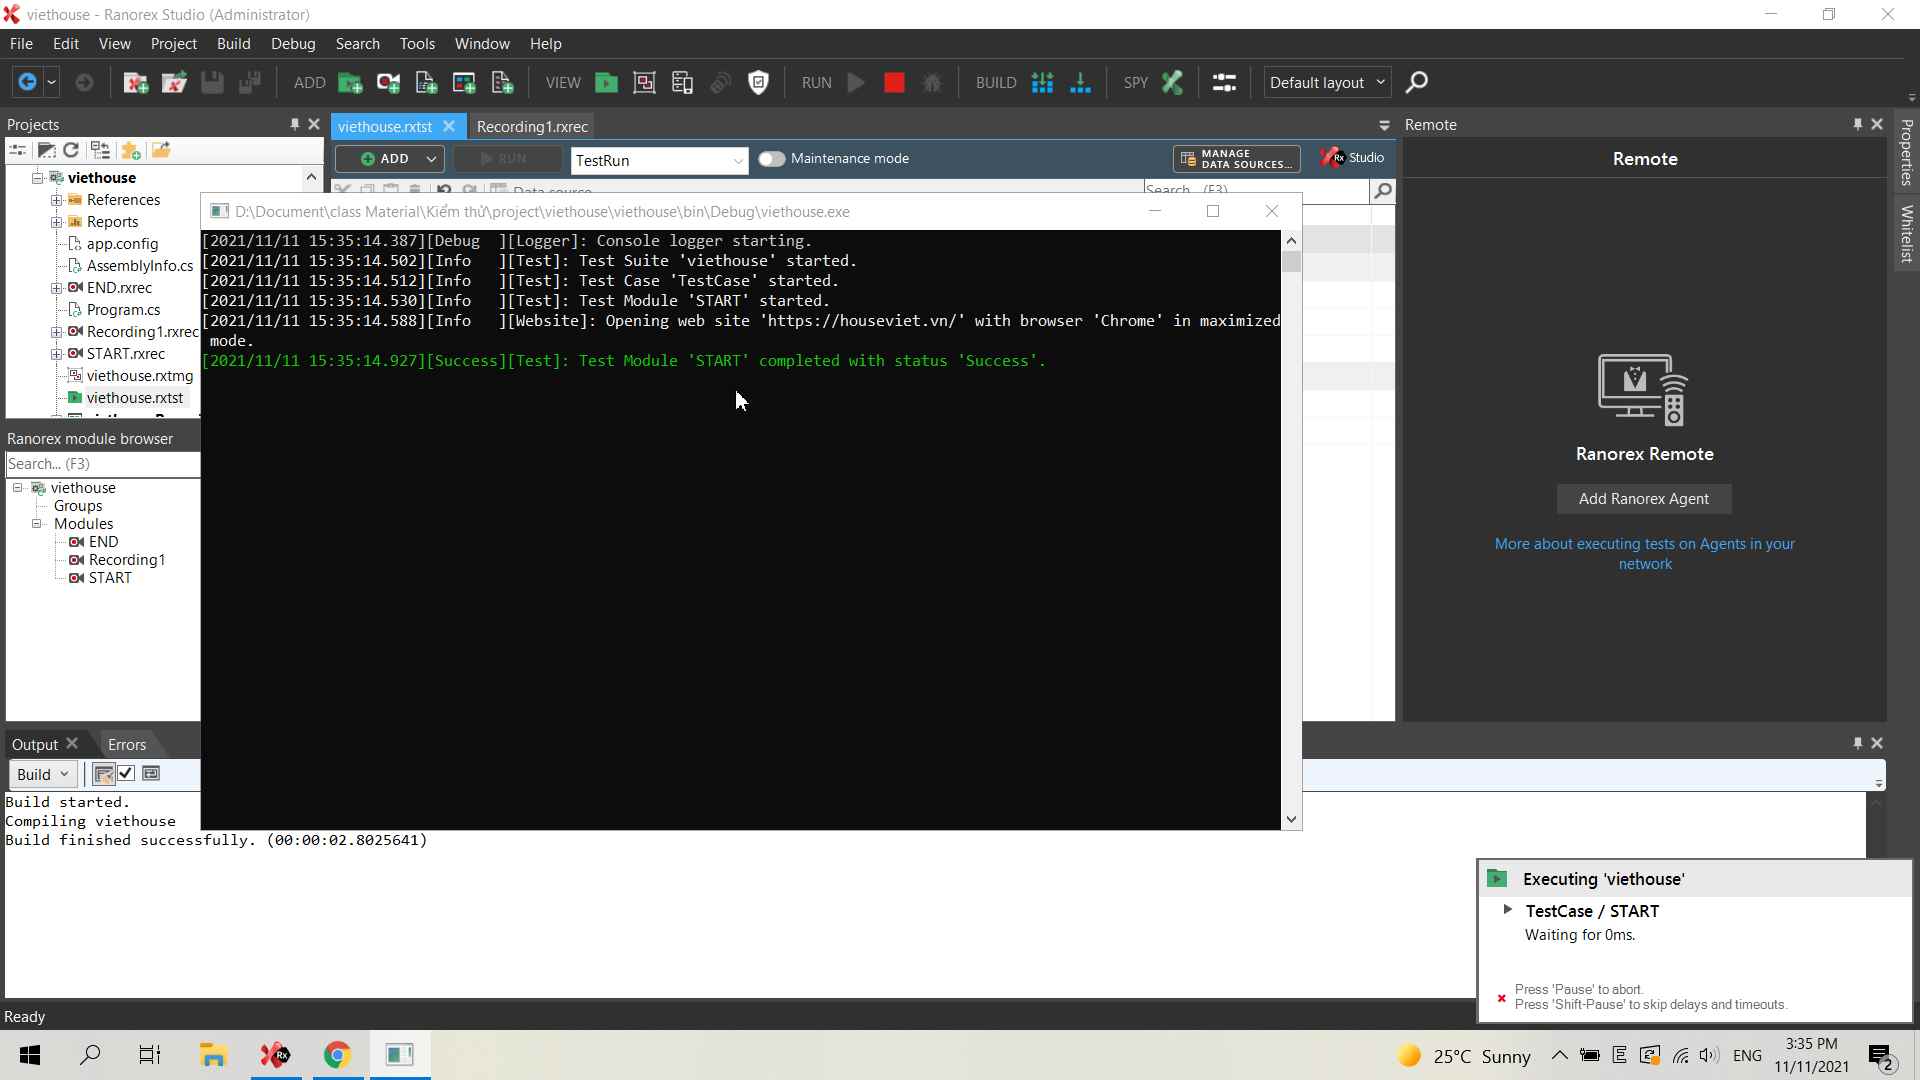 viethouse - Ranorex Studio (Administrator)
File Edit View Project Build Debug Search Tools Window Help
ADD VIEW RUN BUILD SPY Default layout
Projects
viethouse.rxtst
Recording1.rxrec
Remote
Properties
Whitelist
ADD
RUN
TestRun
Maintenance mode
MANAGE
DATA SOURCES...
Rx
Studio
Remote
Data source
Search... (F3)
viethouse
References
Reports
app.config
AssemblyInfo.cs
END.rxrec
Program.cs
Recording1.rxrec
START.rxrec
viethouse.rxtmg
viethouse.rxtst
D:\Document\class Material\Kiểm thử\project\viethouse\viethouse\bin\Debug\viethouse.exe
[2021/11/11 15:35:14.387][Debug  ][Logger]: Console logger starting.
[2021/11/11 15:35:14.502][Info   ][Test]: Test Suite 'viethouse' started.
[2021/11/11 15:35:14.512][Info   ][Test]: Test Case 'TestCase' started.
[2021/11/11 15:35:14.530][Info   ][Test]: Test Module 'START' started.
[2021/11/11 15:35:14.588][Info   ][Website]: Opening web site 'https://houseviet.vn/' with browser 'Chrome' in maximized
mode.
[2021/11/11 15:35:14.927][Success][Test]: Test Module 'START' completed with status 'Success'.
Ranorex module browser
Search... (F3)
viethouse
Groups
Modules
END
Recording1
START
Ranorex Remote
Add Ranorex Agent
More about executing tests on Agents in your
network
Output
Errors
Build
Build started.
Compiling viethouse
Build finished successfully. (00:00:02.8025641)
Executing 'viethouse'
TestCase / START
Waiting for 0ms.
Press 'Pause' to abort.
Press 'Shift-Pause' to skip delays and timeouts.
Ready
Rx
25°C Sunny
ENG
3:35 PM
11/11/2021
2